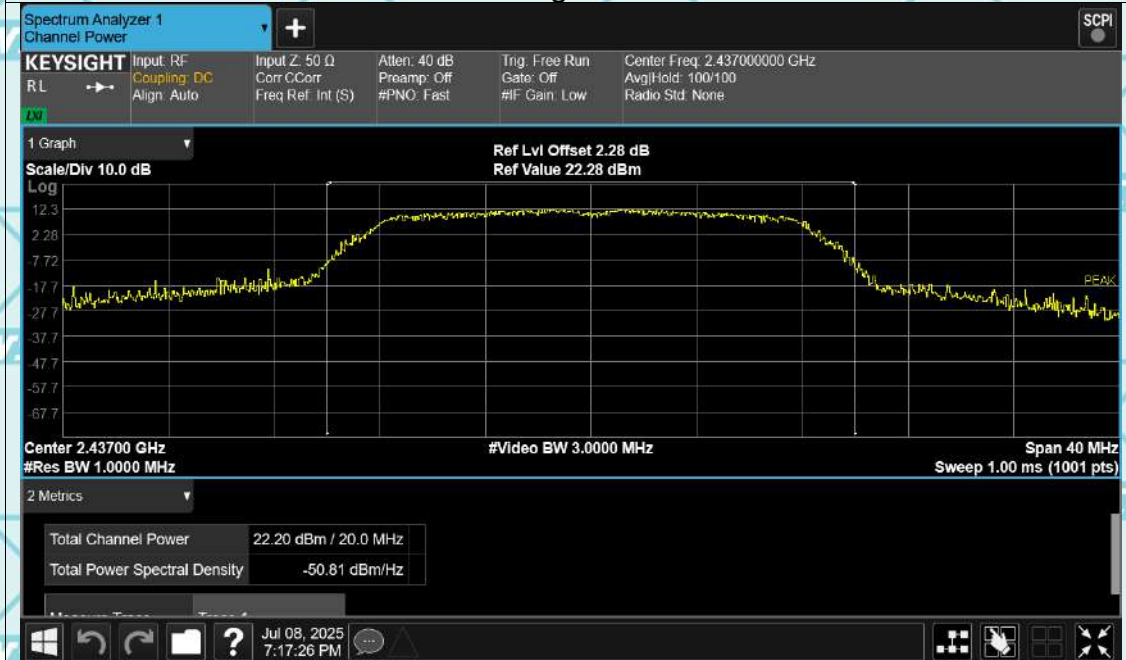 Spectrum Analyzer 1
Channel Power
+
SCPI
KEYSIGHT Input: RF Input Z: 50 Ω Atten: 40 dB Trig: Free Run Center Freq: 2.437000000 GHz
RL Coupling: DC Corr CCorr Preamp: Off Gate: Off Avg|Hold: 100/100
Align: Auto Freq Ref: Int (S) #PNO: Fast #IF Gain: Low Radio Std: None
LXI
1 Graph
Ref Lvl Offset 2.28 dB
Scale/Div 10.0 dB Ref Value 22.28 dBm
Log
12.3
2.28
-7.72
-17.7
PEAK
-27.7
-37.7
-47.7
-57.7
-67.7
Center 2.43700 GHz #Video BW 3.0000 MHz Span 40 MHz
#Res BW 1.0000 MHz Sweep 1.00 ms (1001 pts)
2 Metrics
Total Channel Power 22.20 dBm / 20.0 MHz
Total Power Spectral Density -50.81 dBm/Hz
?
Jul 08, 2025
7:17:26 PM